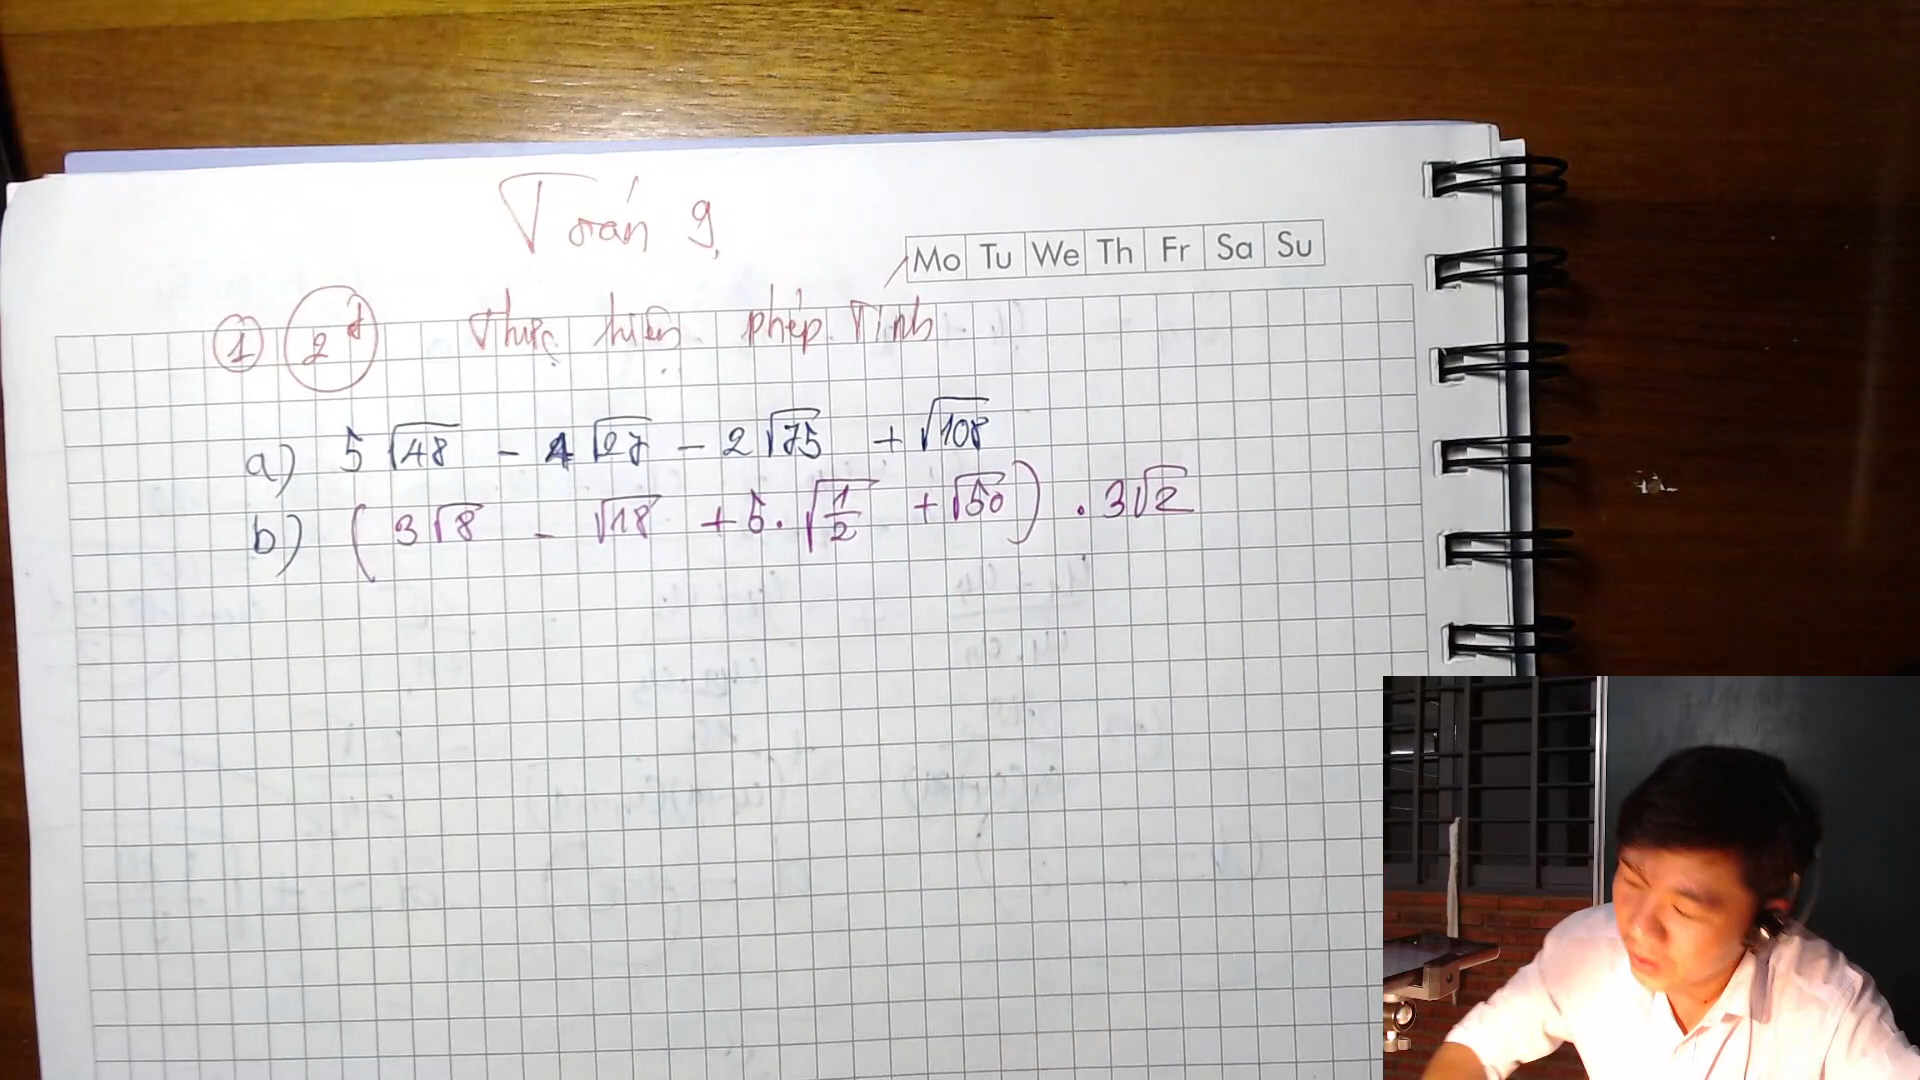 Toán 9
Mo Tu We Th Fr Sa Su
① 2đ Thực hiện phép tính
a) 5√48 - 4√27 - 2√75 + √108
b) (3√8 - √18 + 5.√1/2 + √50) . 3√2